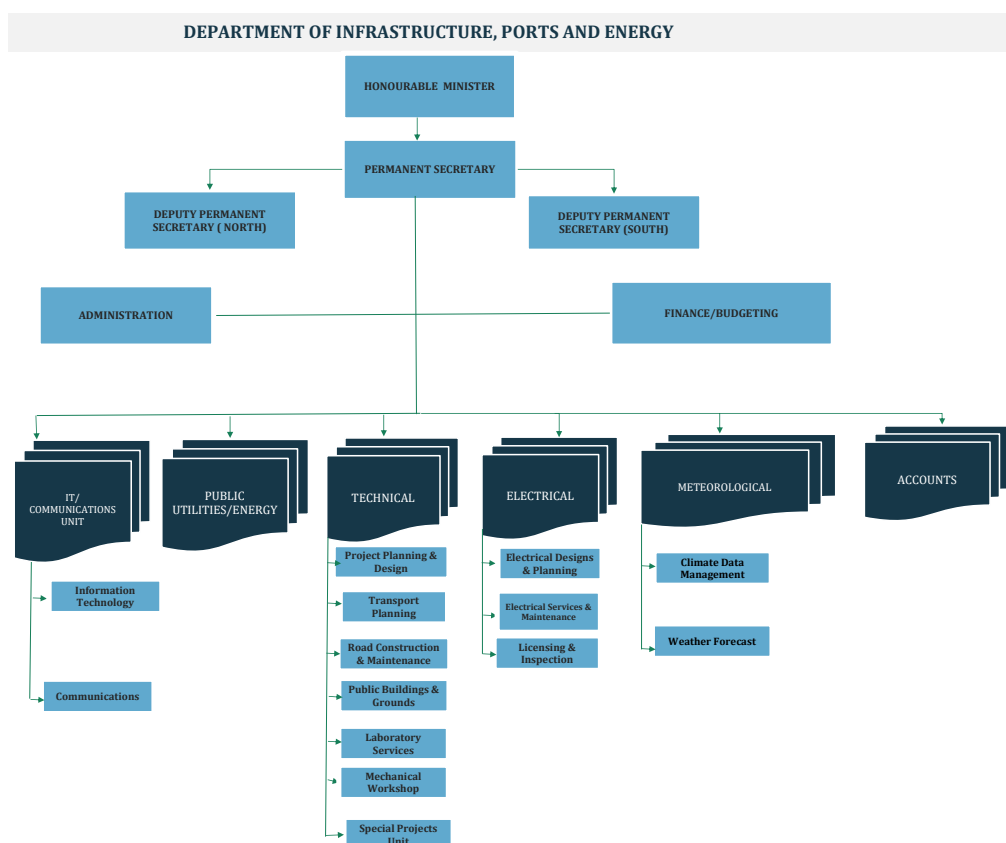 DEPARTMENT OF INFRASTRUCTURE, PORTS AND ENERGY
HONOURABLE MINISTER
PERMANENT SECRETARY
DEPUTY PERMANENT
SECRETARY ( NORTH)
DEPUTY PERMANENT
SECRETARY (SOUTH)
ADMINISTRATION
FINANCE/BUDGETING
IT/
COMMUNICATIONS
UNIT
PUBLIC
UTILITIES/ENERGY
TECHNICAL
ELECTRICAL
METEOROLOGICAL
ACCOUNTS
Information
Technology
Communications
Project Planning &
Design
Transport
Planning
Road Construction
& Maintenance
Public Buildings &
Grounds
Laboratory
Services
Mechanical
Workshop
Special Projects
Unit
Electrical Designs
& Planning
Electrical Services &
Maintenance
Licensing &
Inspection
Climate Data
Management
Weather Forecast